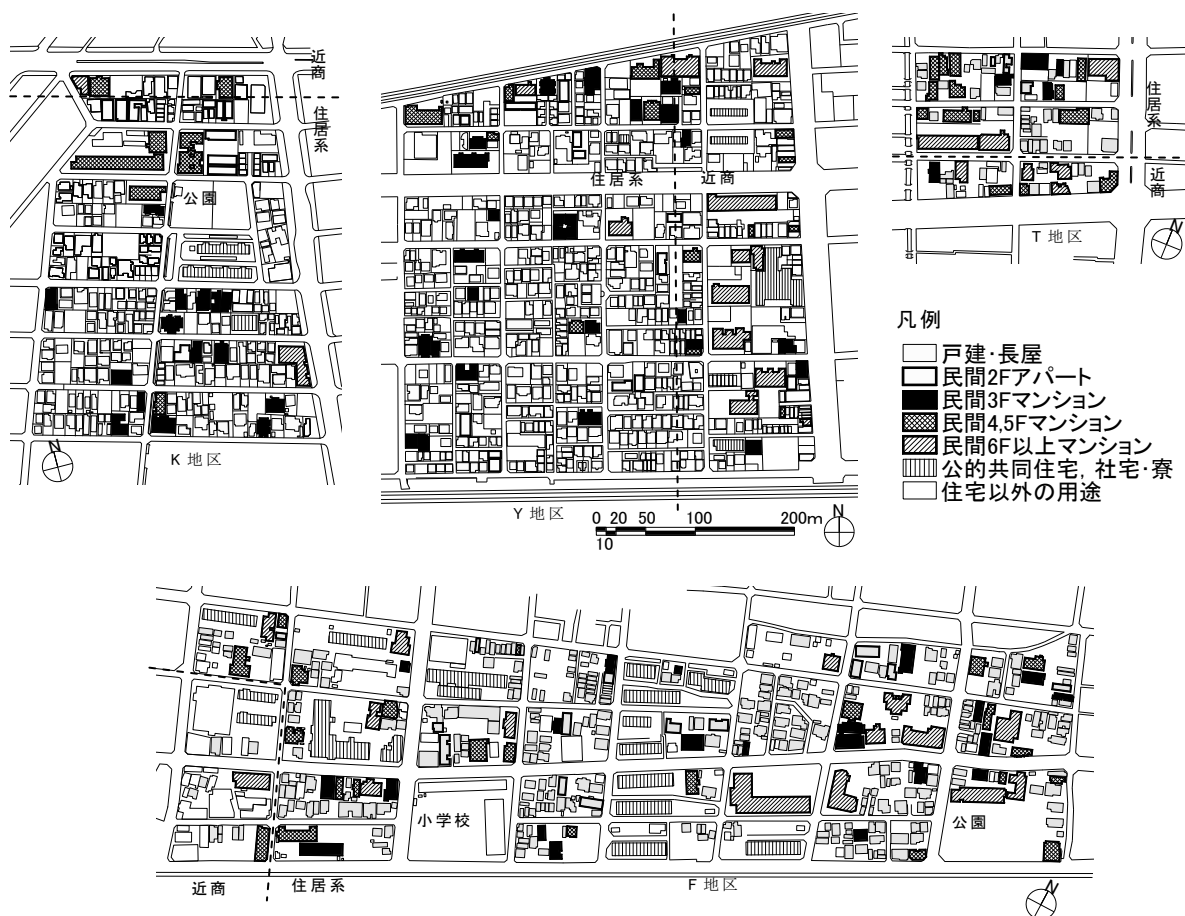 近商
住居系
公園
N
K 地区
住居系
近商
Y 地区
0 20 50 100 200m
10
N
住居系
近商
T 地区
N
凡例
戸建・長屋
民間2Fアパート
民間3Fマンション
民間4,5Fマンション
民間6F以上マンション
公的共同住宅, 社宅・寮
住宅以外の用途
小学校
公園
近商
住居系
F 地区
N